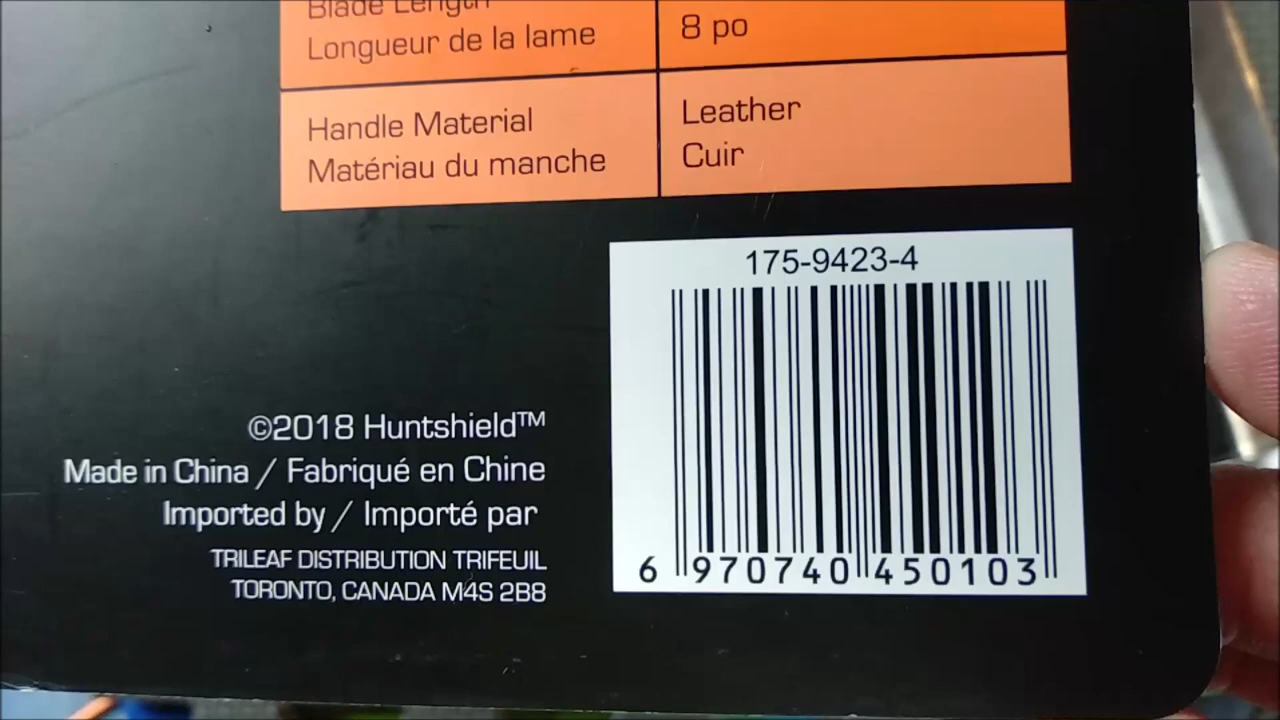 Blade Length
Longueur de la lame
8 po
Handle Material
Matériau du manche
Leather
Cuir
175-9423-4
©2018 Huntshield™
Made in China / Fabriqué en Chine
Imported by / Importé par
TRILEAF DISTRIBUTION TRIFEUIL
TORONTO, CANADA M4S 2B8
6 970740 450103